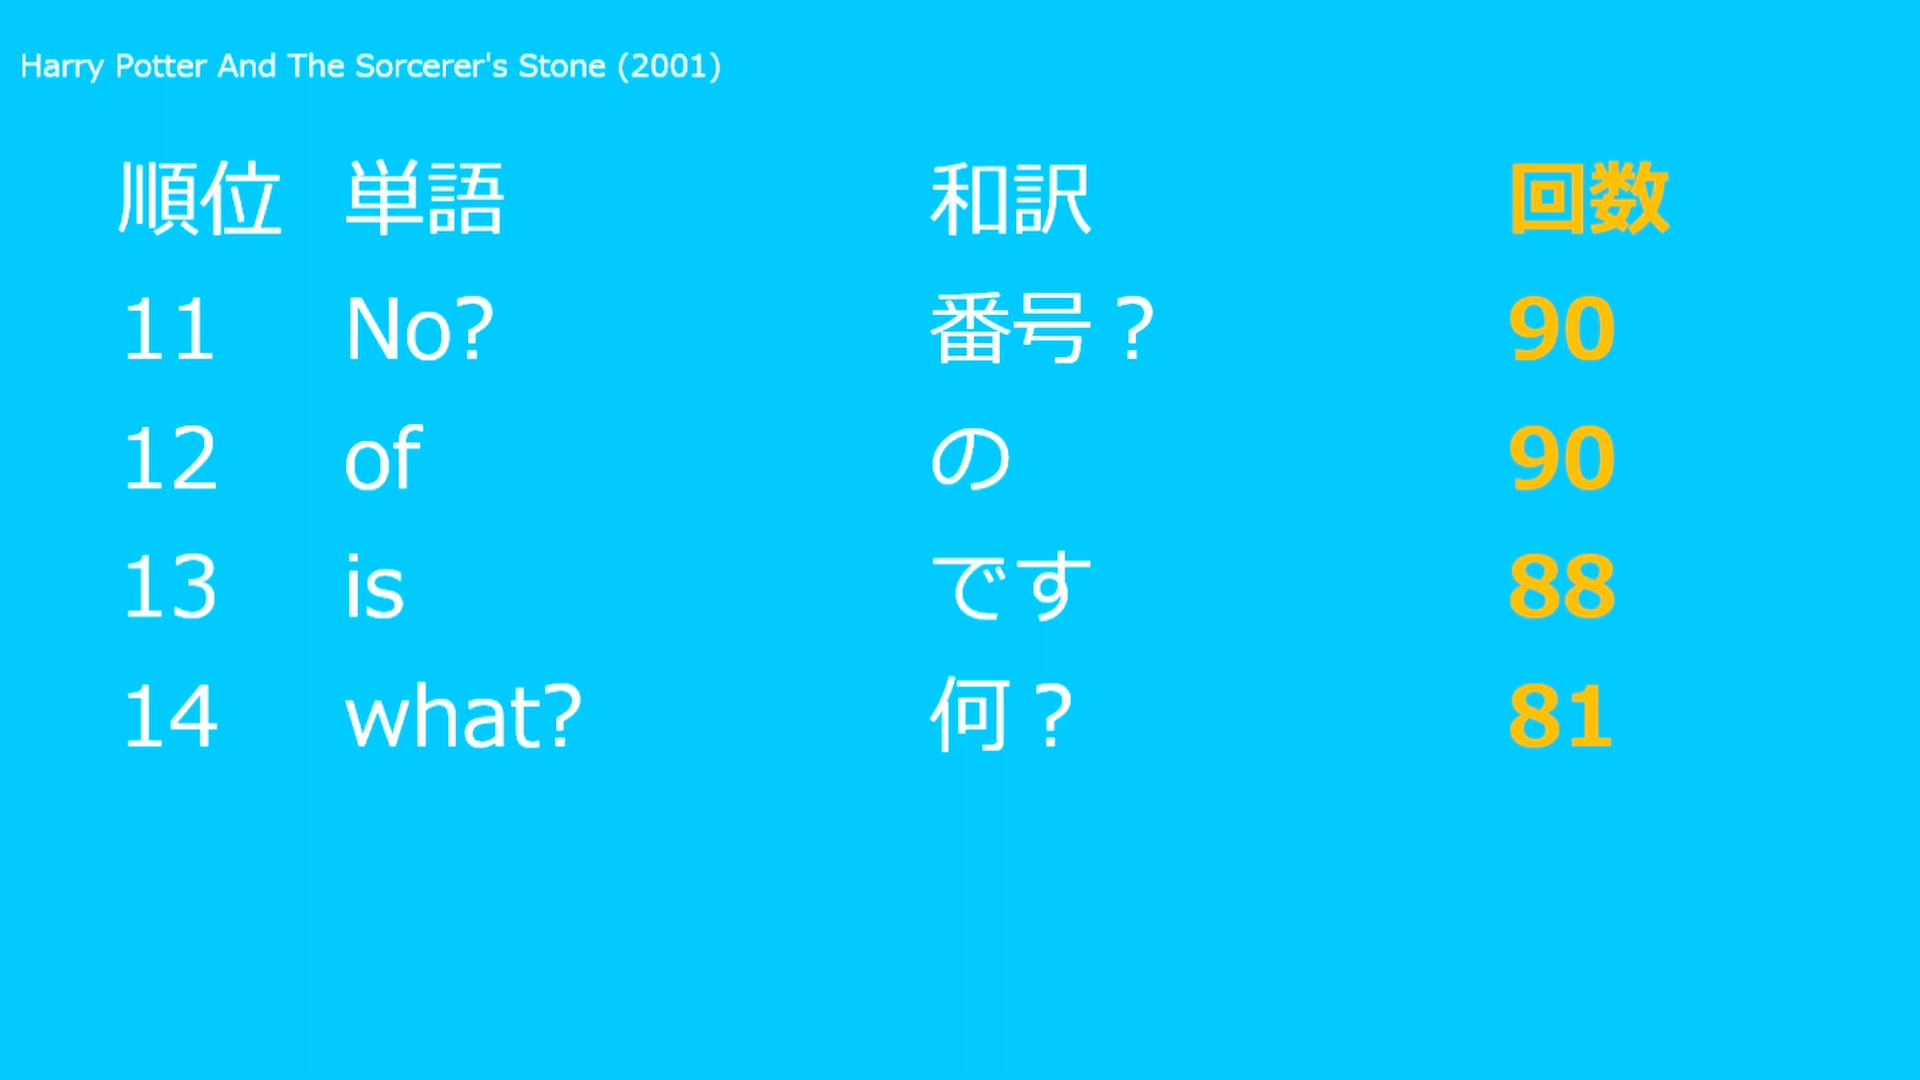 Harry Potter And The Sorcerer's Stone (2001)
順位 単語 和訳 回数
11 No? 番号？ 90
12 of の 90
13 is です 88
14 what? 何？ 81